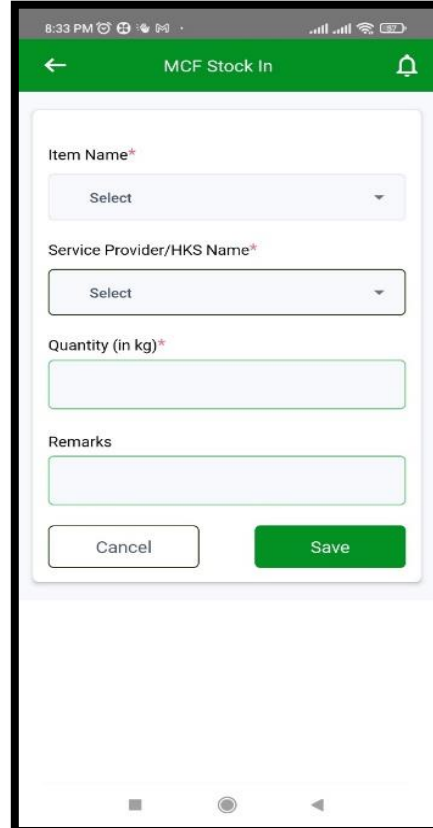 8:33 PM
57
MCF Stock In
Item Name*
Select
Service Provider/HKS Name*
Select
Quantity (in kg)*
Remarks
Cancel
Save